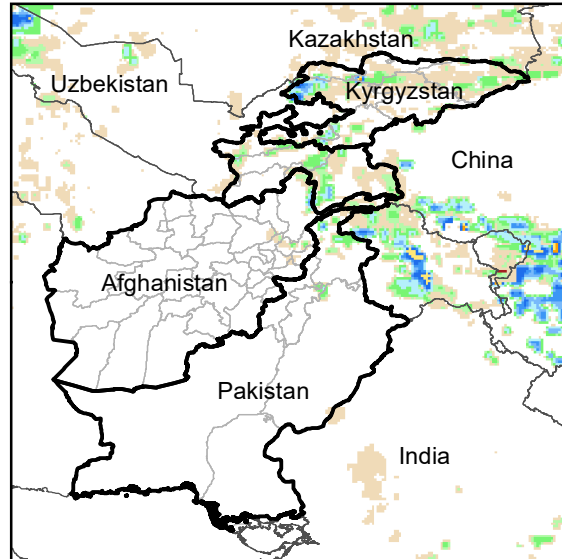 Kazakhstan
Uzbekistan
Kyrgyzstan
China
Afghanistan
Pakistan
India